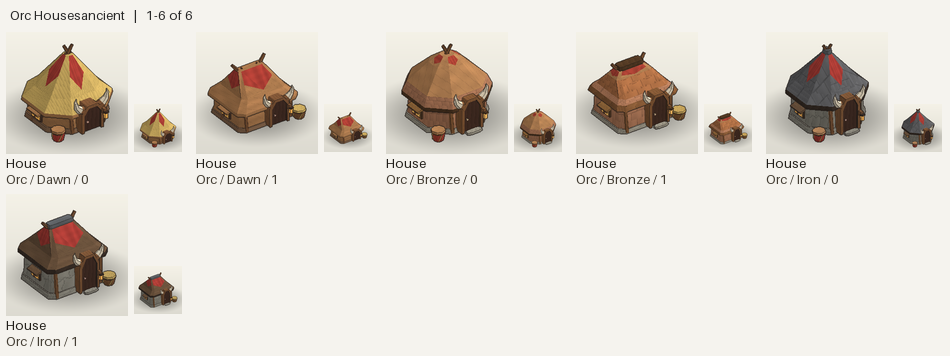 Orc Housesancient | 1-6 of 6
House
Orc / Dawn / 0
House
Orc / Dawn / 1
House
Orc / Bronze / 0
House
Orc / Bronze / 1
House
Orc / Iron / 0
House
Orc / Iron / 1